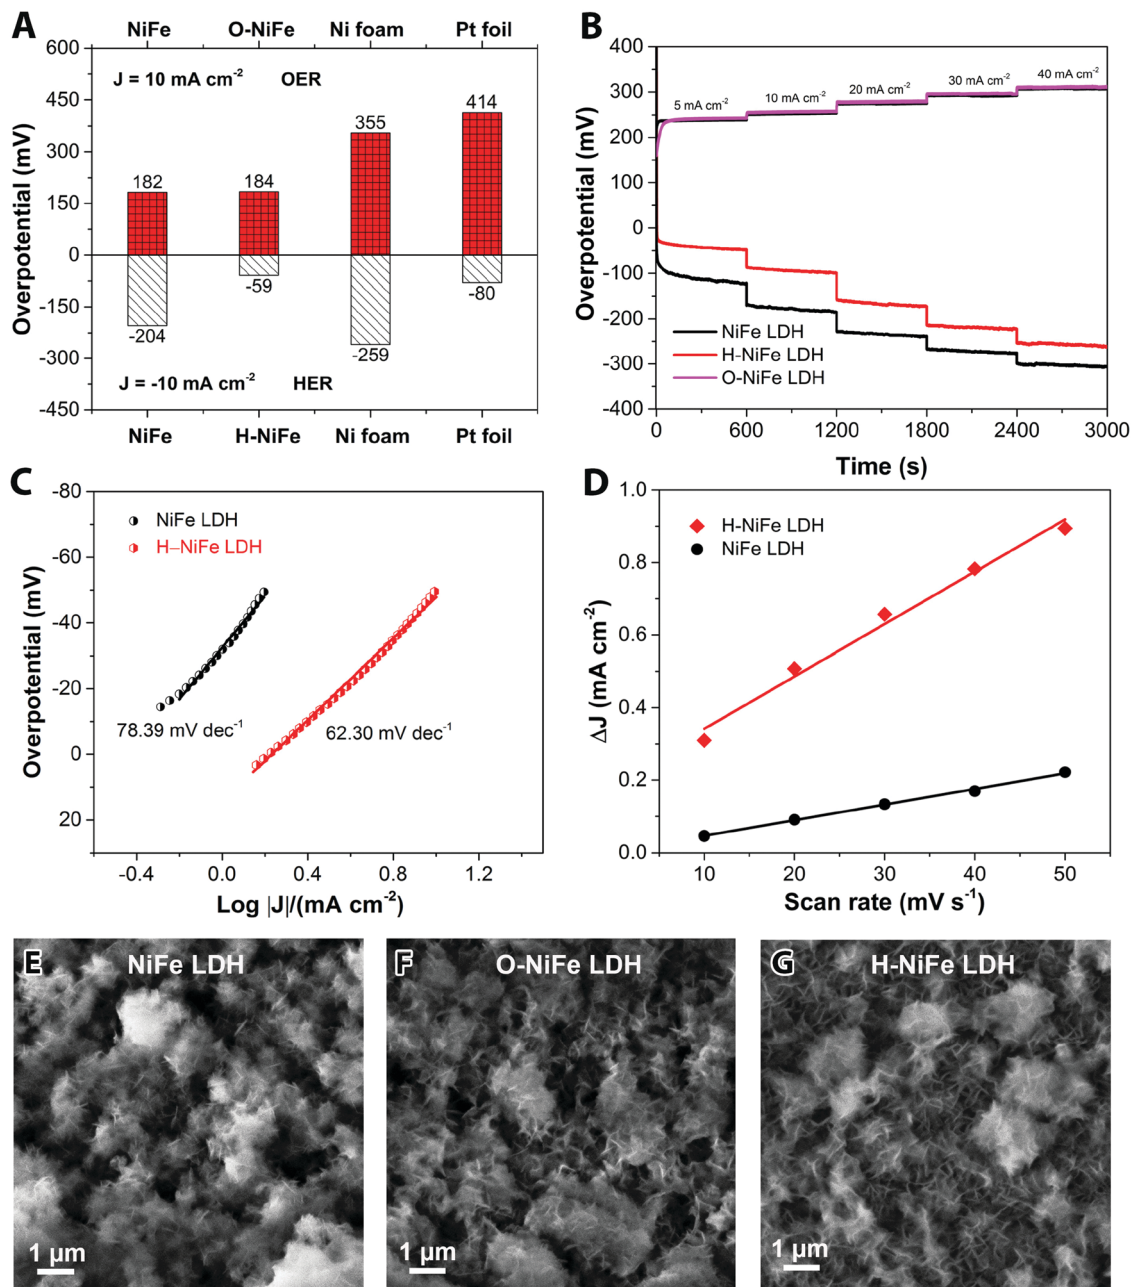 A
NiFe O-NiFe Ni foam Pt foil
600
450
300
150
0
-150
-300
-450
Overpotential (mV)
J = 10 mA cm⁻² OER
182 184 355 414
-204 -59 -259 -80
J = -10 mA cm⁻² HER
NiFe H-NiFe Ni foam Pt foil
B
400
300
200
100
0
-100
-200
-300
-400
Overpotential (mV)
5 mA cm⁻² 10 mA cm⁻² 20 mA cm⁻² 30 mA cm⁻² 40 mA cm⁻²
NiFe LDH
H-NiFe LDH
O-NiFe LDH
0 600 1200 1800 2400 3000
Time (s)
C
-80
-60
-40
-20
0
20
Overpotential (mV)
NiFe LDH
H–NiFe LDH
78.39 mV dec⁻¹
62.30 mV dec⁻¹
-0.4 0.0 0.4 0.8 1.2
Log |J|/(mA cm⁻²)
D
1.0
0.8
0.6
0.4
0.2
0.0
ΔJ (mA cm⁻²)
H-NiFe LDH
NiFe LDH
10 20 30 40 50
Scan rate (mV s⁻¹)
E NiFe LDH
1 μm
F O-NiFe LDH
1 μm
G H-NiFe LDH
1 μm